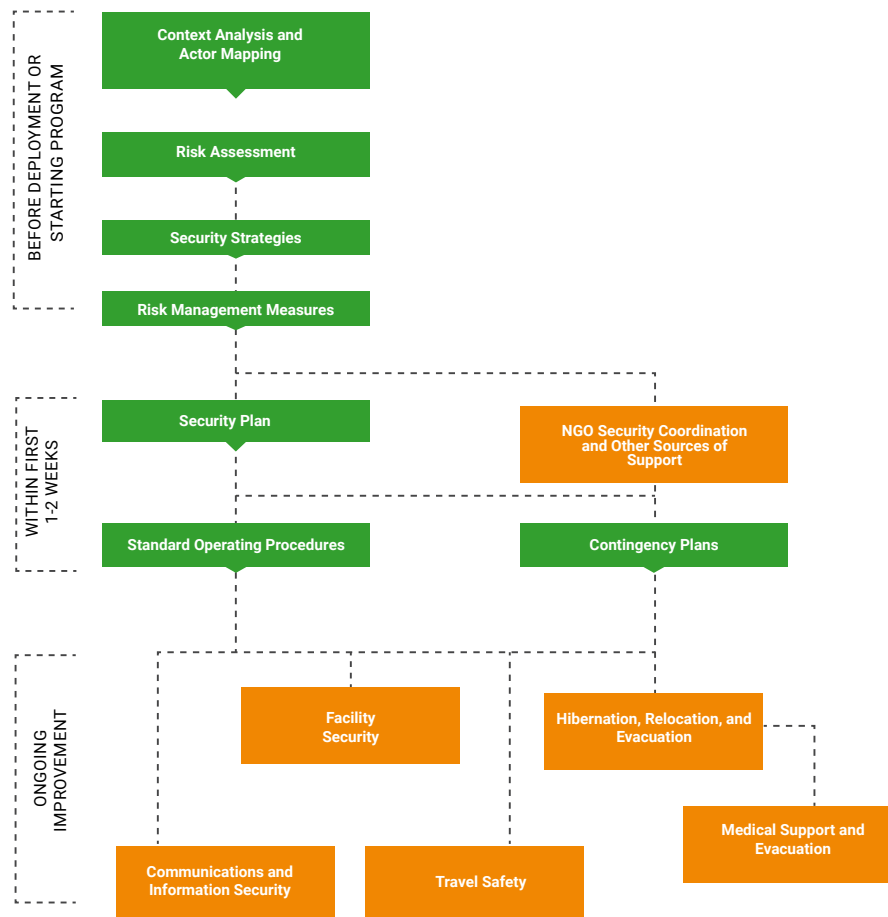 BEFORE DEPLOYMENT OR
STARTING PROGRAM
Context Analysis and
Actor Mapping
Risk Assessment
Security Strategies
Risk Management Measures
WITHIN FIRST
1-2 WEEKS
Security Plan
NGO Security Coordination
and Other Sources of
Support
Standard Operating Procedures
Contingency Plans
ONGOING
IMPROVEMENT
Facility
Security
Hibernation, Relocation, and
Evacuation
Medical Support and
Evacuation
Communications and
Information Security
Travel Safety